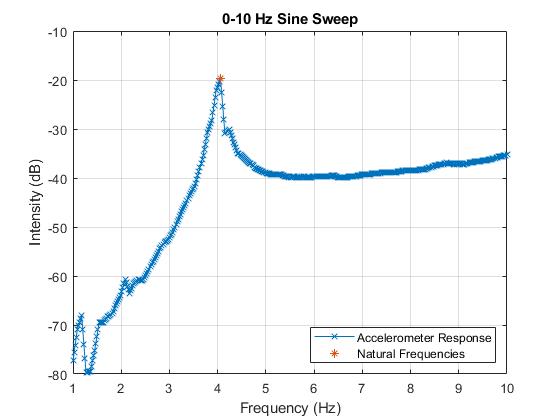 0-10 Hz Sine Sweep
Intensity (dB)
-10
-20
-30
-40
-50
-60
-70
-80
Accelerometer Response
Natural Frequencies
1 2 3 4 5 6 7 8 9 10
Frequency (Hz)